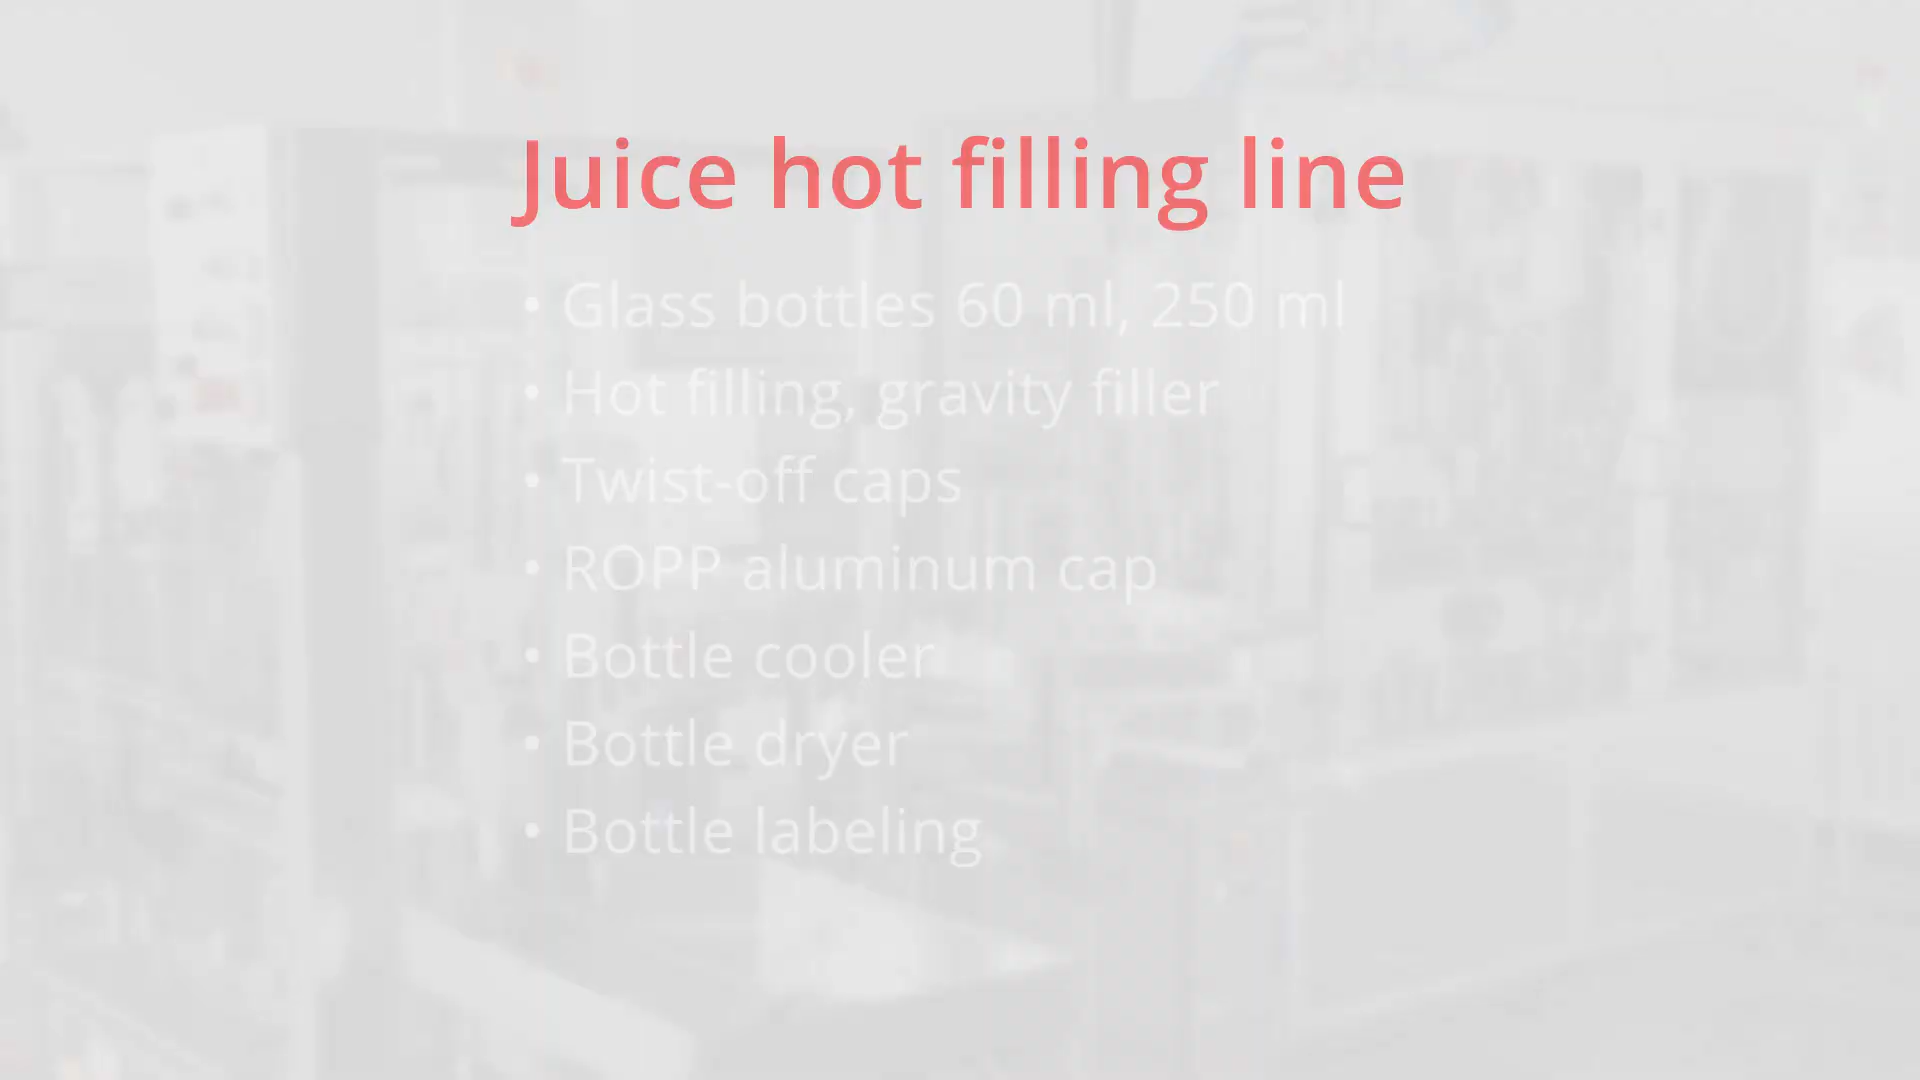 Juice hot filling line
• Glass bottles 60 ml, 250 ml
• Hot filling, gravity filler
• Twist-off caps
• ROPP aluminum cap
• Bottle cooler
• Bottle dryer
• Bottle labeling